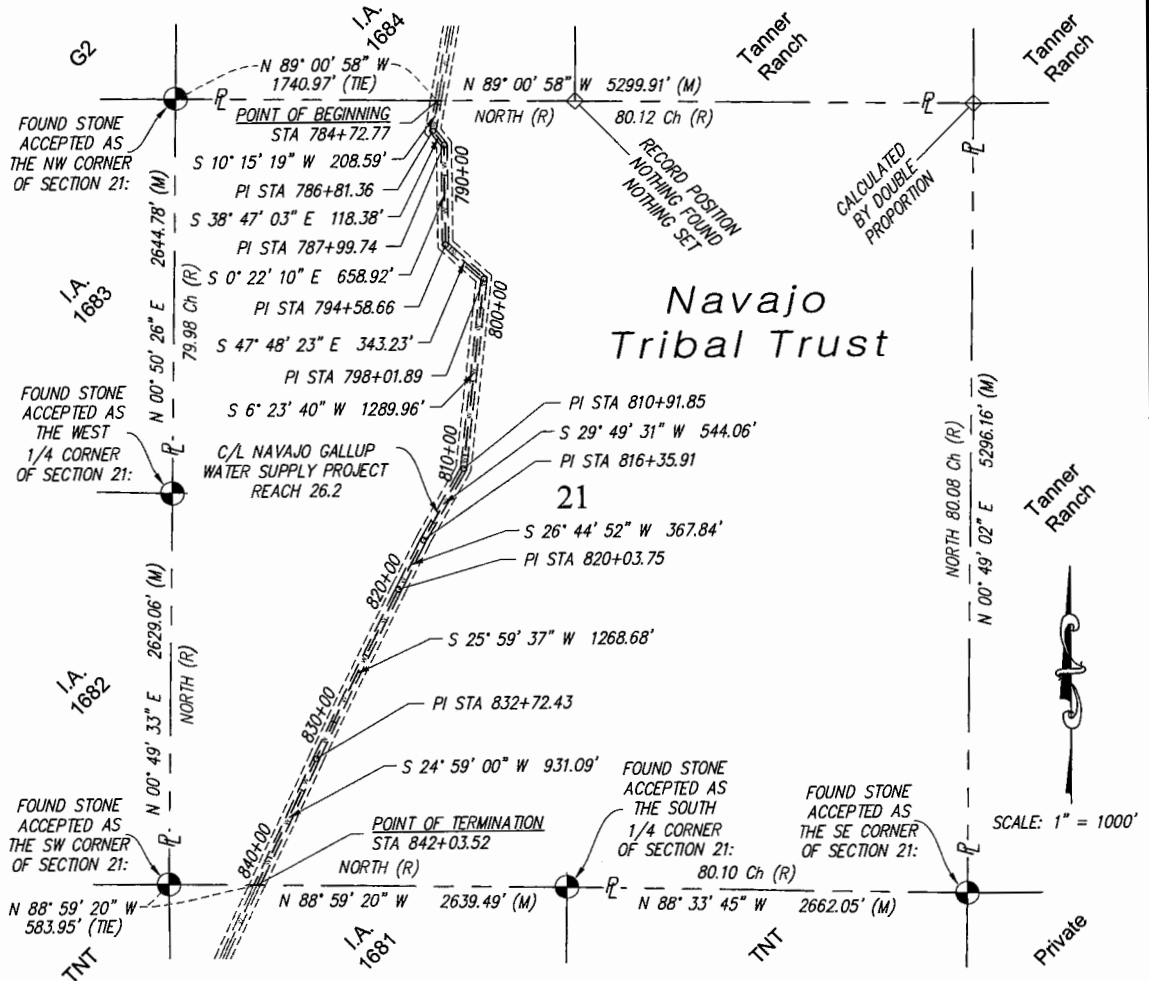 G2
I.A.
1684
Tanner
Ranch
Tanner
Ranch
N 89° 00' 58" W
1740.97' (TIE)
N 89° 00' 58" W 5299.91' (M)
NORTH (R) 80.12 Ch (R)
PL
PL
FOUND STONE
ACCEPTED AS
THE NW CORNER
OF SECTION 21:
POINT OF BEGINNING
STA 784+72.77
S 10° 15' 19" W 208.59'
PI STA 786+81.36
S 38° 47' 03" E 118.38'
PI STA 787+99.74
S 0° 22' 10" E 658.92'
PI STA 794+58.66
S 47° 48' 23" E 343.23'
PI STA 798+01.89
S 6° 23' 40" W 1289.96'
790+00
800+00
RECORD POSITION
NOTHING FOUND
NOTHING SET
CALCULATED
BY DOUBLE
PROPORTION
PL
N 00° 50' 26" E 2644.78' (M)
79.98 Ch (R)
PL
I.A.
1683
Navajo
Tribal Trust
FOUND STONE
ACCEPTED AS
THE WEST
1/4 CORNER
OF SECTION 21:
C/L NAVAJO GALLUP
WATER SUPPLY PROJECT
REACH 26.2
810+00
PI STA 810+91.85
S 29° 49' 31" W 544.06'
PI STA 816+35.91
21
S 26° 44' 52" W 367.84'
PI STA 820+03.75
820+00
S 25° 59' 37" W 1268.68'
PI STA 832+72.43
830+00
S 24° 59' 00" W 931.09'
NORTH 80.08 Ch (R)
N 00° 49' 02" E 5296.16' (M)
Tanner
Ranch
I.A.
1682
N 00° 49' 33" E 2629.06' (M)
NORTH (R)
PL
PL
FOUND STONE
ACCEPTED AS
THE SW CORNER
OF SECTION 21:
840+00
POINT OF TERMINATION
STA 842+03.52
FOUND STONE
ACCEPTED AS
THE SOUTH
1/4 CORNER
OF SECTION 21:
FOUND STONE
ACCEPTED AS
THE SE CORNER
OF SECTION 21:
SCALE: 1" = 1000'
NORTH (R)
80.10 Ch (R)
N 88° 59' 20" W
583.95' (TIE)
N 88° 59' 20" W 2639.49' (M)
PL
N 88° 33' 45" W 2662.05' (M)
TNT
I.A.
1681
TNT
Private